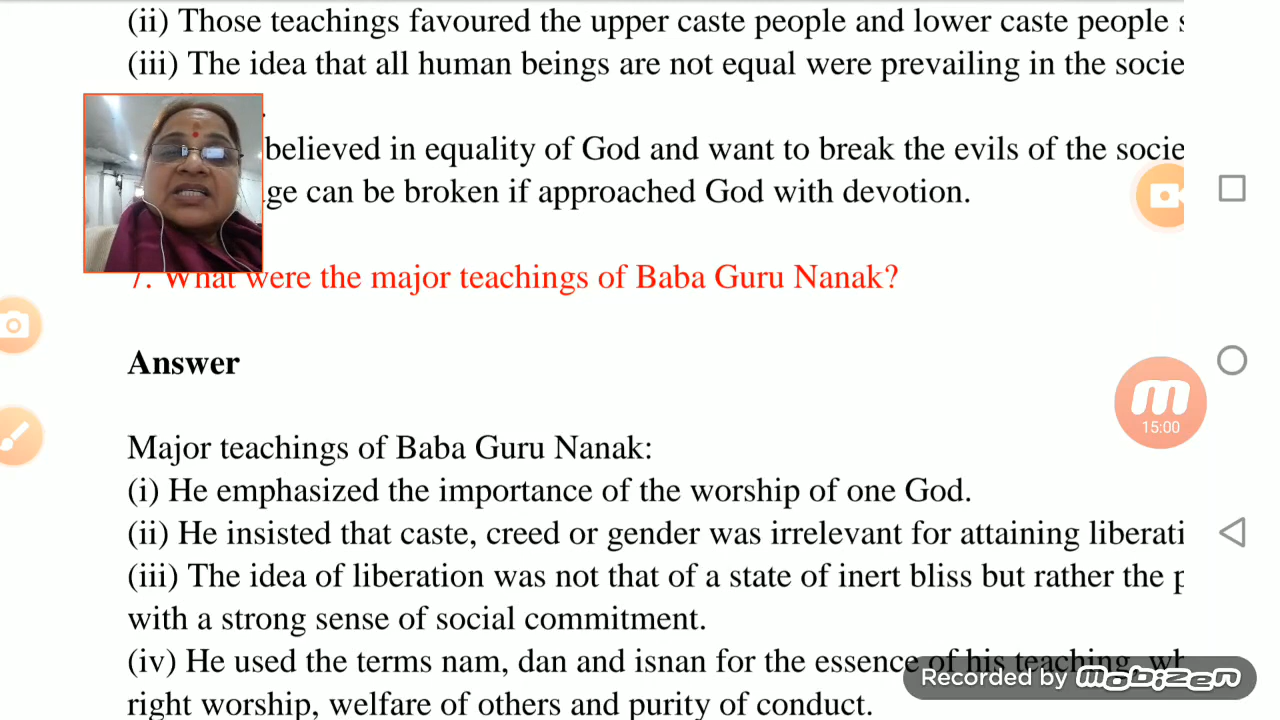 (ii) Those teachings favoured the upper caste people and lower caste people
(iii) The idea that all human beings are not equal were prevailing in the socie
believed in equality of God and want to break the evils of the socie
ge can be broken if approached God with devotion.
7. What were the major teachings of Baba Guru Nanak?
Answer
Major teachings of Baba Guru Nanak:
(i) He emphasized the importance of the worship of one God.
(ii) He insisted that caste, creed or gender was irrelevant for attaining liberati
(iii) The idea of liberation was not that of a state of inert bliss but rather the
with a strong sense of social commitment.
(iv) He used the terms nam, dan and isnan for the essence of his teaching, wh
right worship, welfare of others and purity of conduct.
15:00
Recorded by mobizen